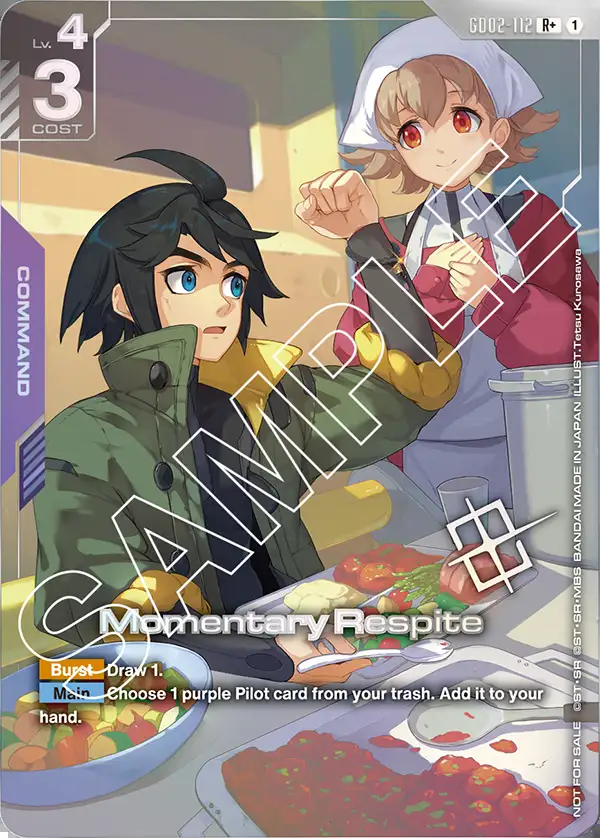 Lv. 4
3
COST
GD02-112 R+ 1
COMMAND
SAMPLE
Momentary Respite
Burst Draw 1.
Main Choose 1 purple Pilot card from your trash. Add it to your
hand.
NOT FOR SALE ©ST・SR ©ST・SR・MBS BANDAI MADE IN JAPAN ILLUST.Tetsu Kurosawa